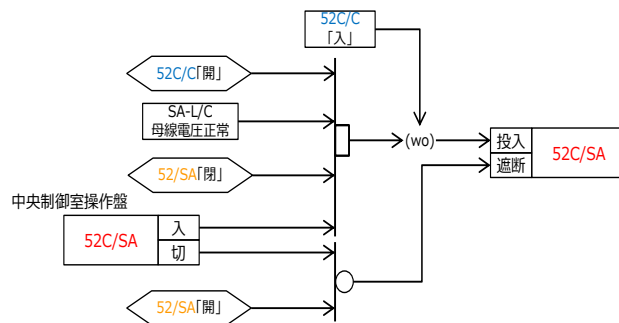 52C/C
「入」
52C/C「開」
SA-L/C
母線電圧正常
(wo)
投入
遮断
52C/SA
52/SA「閉」
中央制御室操作盤
52C/SA
入
切
52/SA「開」